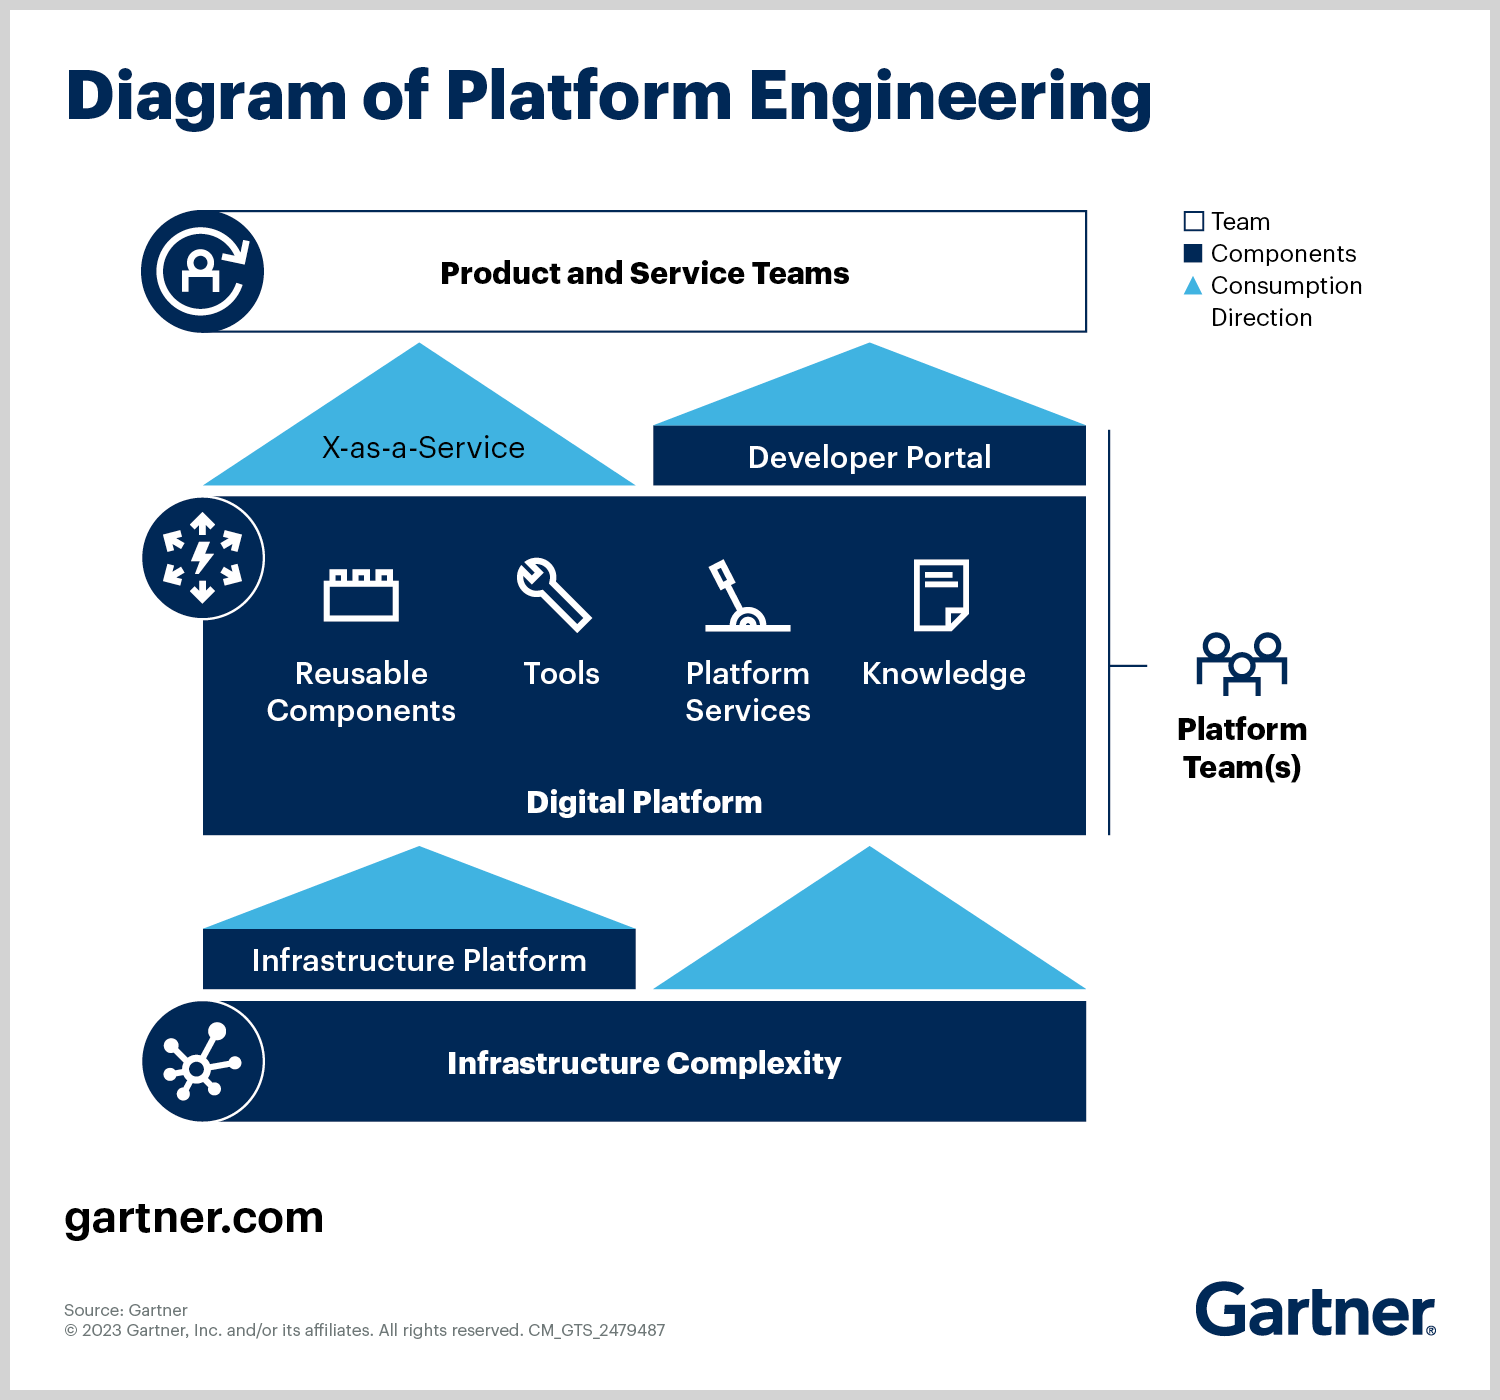 Diagram of Platform Engineering
Product and Service Teams
Team
Components
Consumption
Direction
X-as-a-Service
Developer Portal
Reusable
Components
Tools
Platform
Services
Knowledge
Digital Platform
Platform
Team(s)
Infrastructure Platform
Infrastructure Complexity
gartner.com
Source: Gartner
© 2023 Gartner, Inc. and/or its affiliates. All rights reserved. CM_GTS_2479487
Gartner®